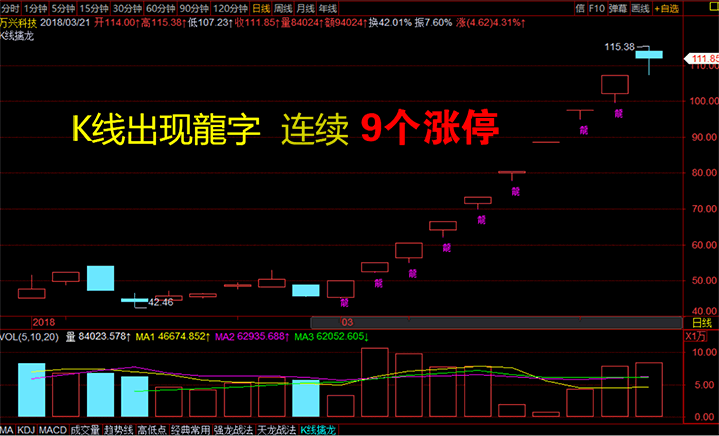 分时 1分钟 5分钟 15分钟 30分钟 60分钟 90分钟 120分钟 日线 周线 月线 年线 信 F10 弹幕 画线 +自选
万兴科技 2018/03/21 开114.00↑高115.38↑低107.23↑收111.85↑量84024↑额94024↑换42.01% 振7.60% 涨(4.62)4.31%↑
K线擒龙
115.38
111.85
110.00
100.00
K线出现龍字 连续 9个涨停
90.00
80.00
70.00
60.00
50.00
42.46
40.00
2018 03 日线
VOL(5,10,20) 量 84023.578↑ MA1 46674.852↑ MA2 62935.688↑ MA3 62052.605↓ X1万
10.00
5.00
0.00
MA KDJ MACD 成交量 趋势线 高低点 经典常用 强龙战法 天龙战法 K线擒龙